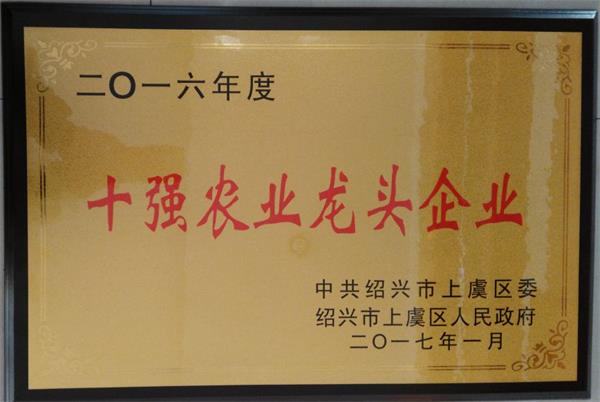 二〇一六年度
十强农业龙头企业
中共绍兴市上虞区委
绍兴市上虞区人民政府
二〇一七年一月